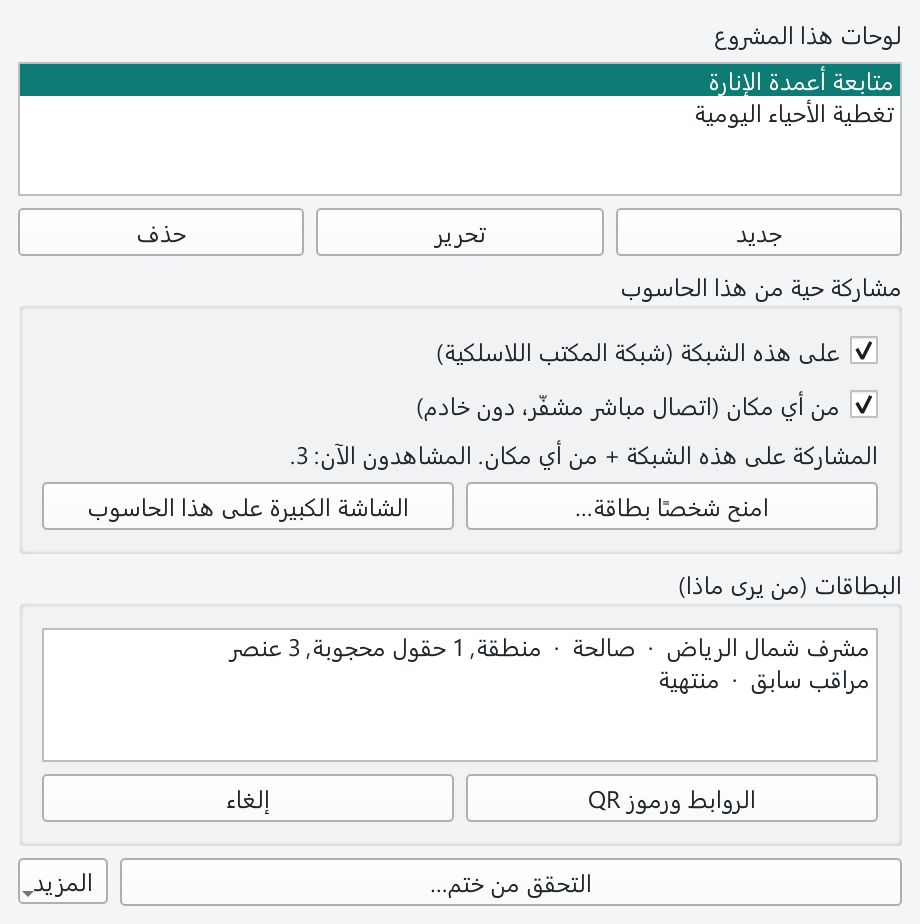 لوحات هذا المشروع
متابعة أعمدة الإنارة
تغطية الأحياء اليومية
جديد
تحرير
حذف
مشاركة حية من هذا الحاسوب
على هذه الشبكة (شبكة المكتب اللاسلكية)
من أي مكان (اتصال مباشر مشفّر، دون خادم)
المشاركة على هذه الشبكة + من أي مكان. المشاهدون الآن: 3.
امنح شخصًا بطاقة...
الشاشة الكبيرة على هذا الحاسوب
البطاقات (من يرى ماذا)
مشرف شمال الرياض · صالحة · منطقة, 1 حقول محجوبة, 3 عنصر
مراقب سابق · منتهية
الروابط ورموز QR
إلغاء
التحقق من ختم...
المزيد